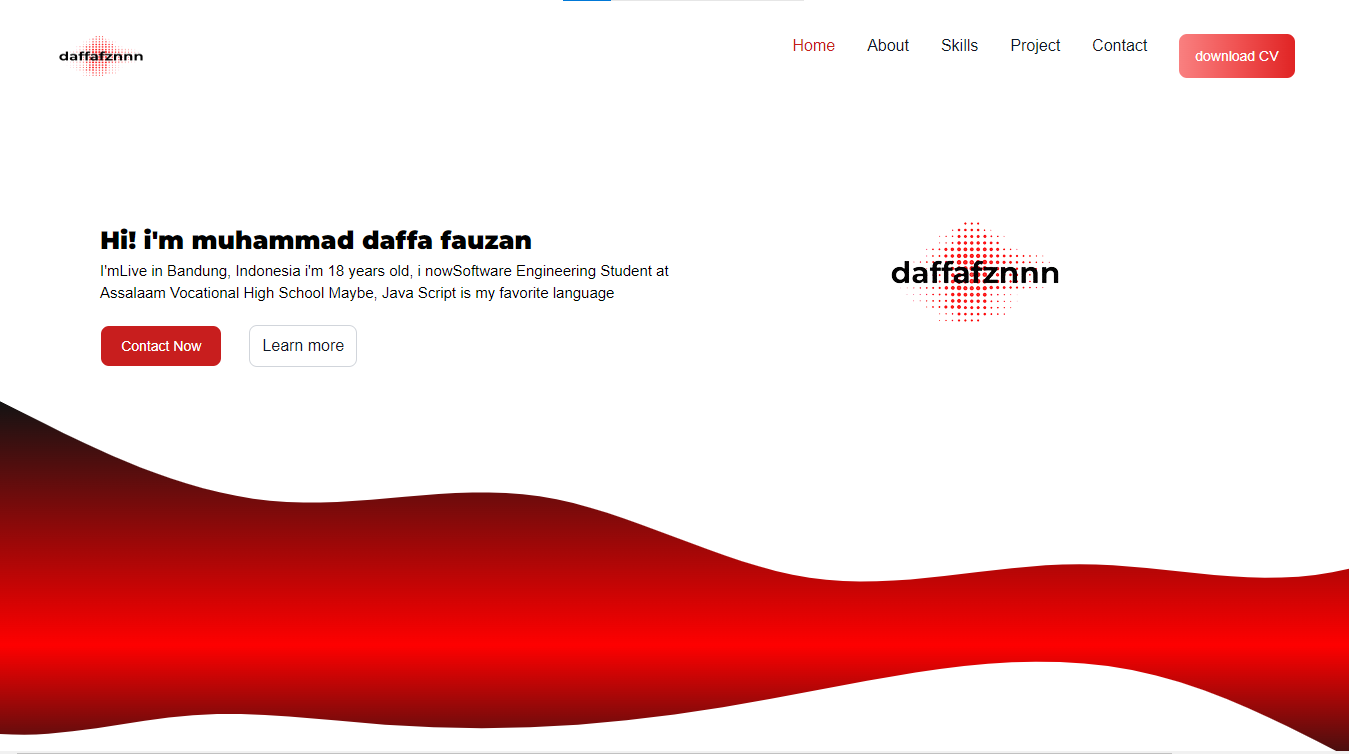 daffafznnn
Home About Skills Project Contact download CV
Hi! i'm muhammad daffa fauzan
I'mLive in Bandung, Indonesia i'm 18 years old, i nowSoftware Engineering Student at
Assalaam Vocational High School Maybe, Java Script is my favorite language
Contact Now Learn more
daffafznnn